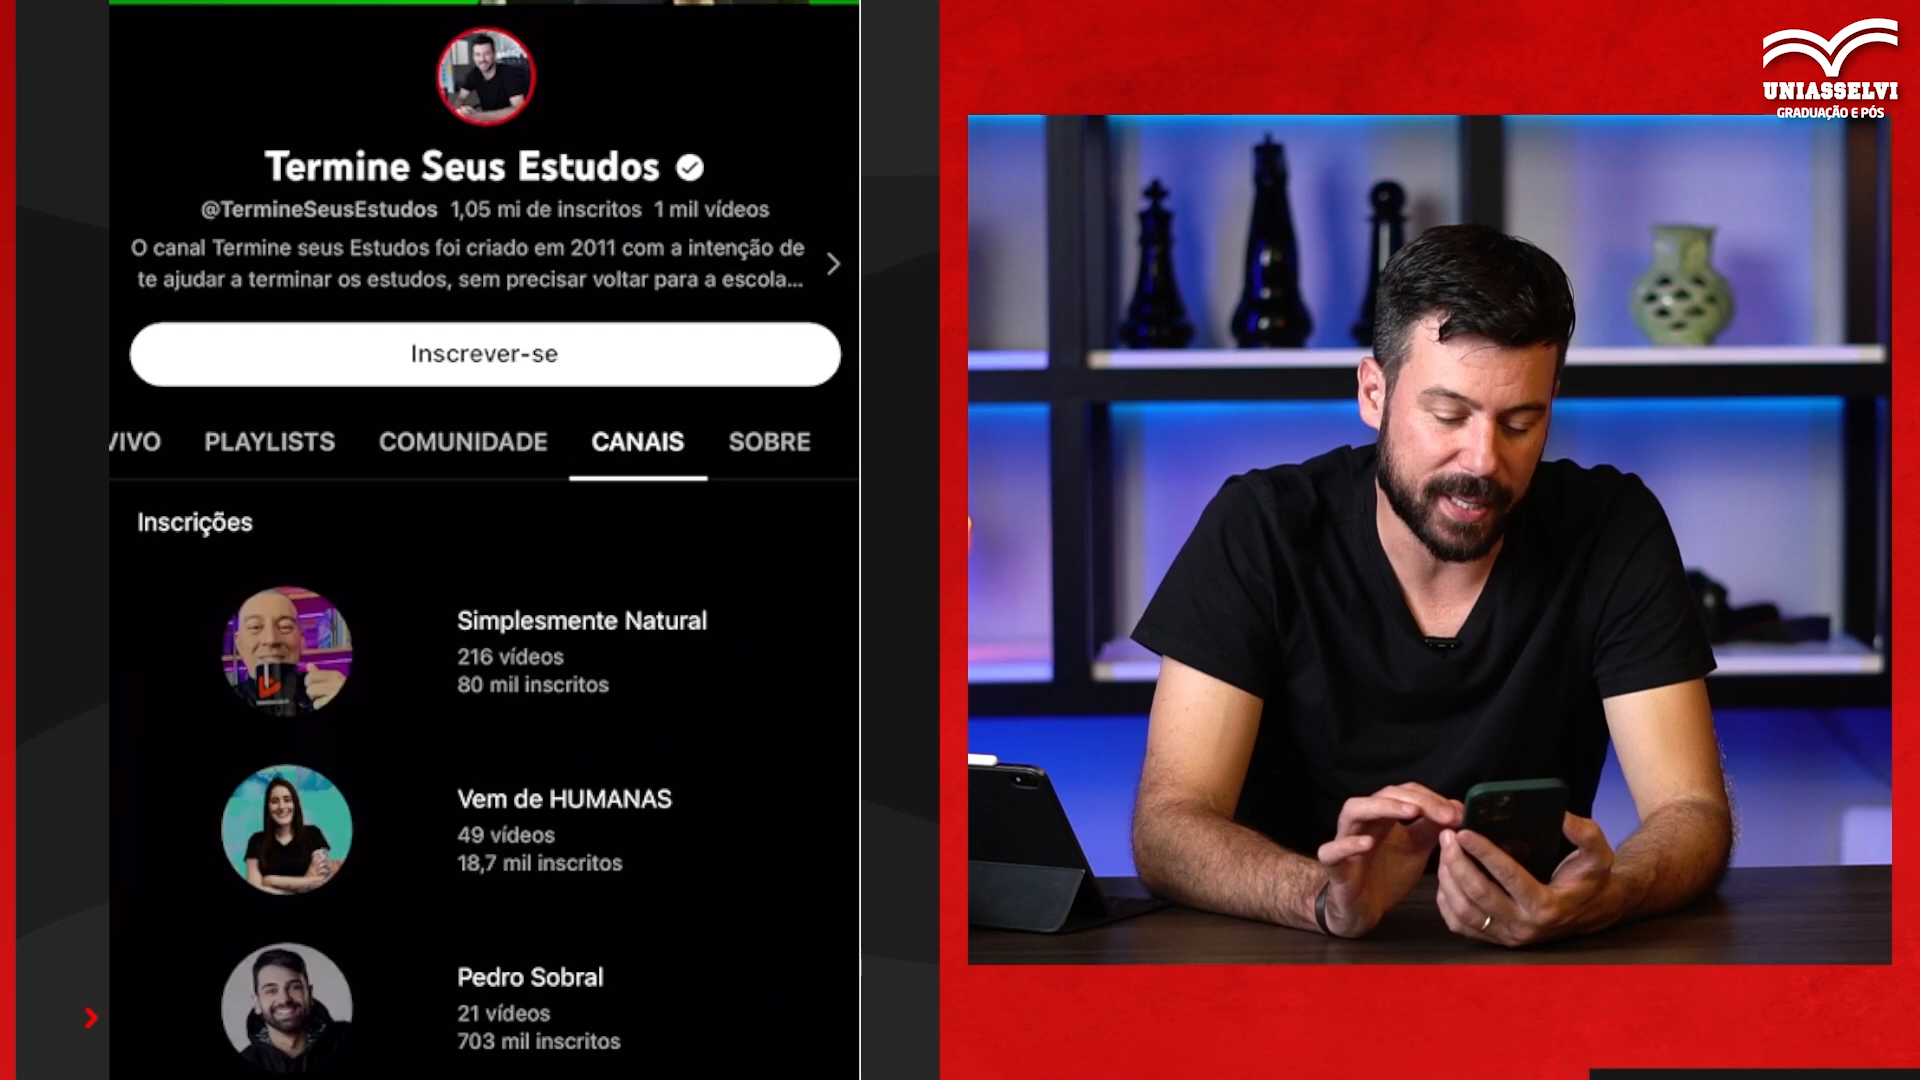 Termine Seus Estudos
@TermineSeusEstudos 1,05 mi de inscritos 1 mil vídeos
O canal Termine seus Estudos foi criado em 2011 com a intenção de
te ajudar a terminar os estudos, sem precisar voltar para a escola...
Inscrever-se
VIVO PLAYLISTS COMUNIDADE CANAIS SOBRE
Inscrições
Simplesmente Natural
216 vídeos
80 mil inscritos
Vem de HUMANAS
49 vídeos
18,7 mil inscritos
Pedro Sobral
21 vídeos
703 mil inscritos
UNIASSELVI
GRADUAÇÃO E PÓS